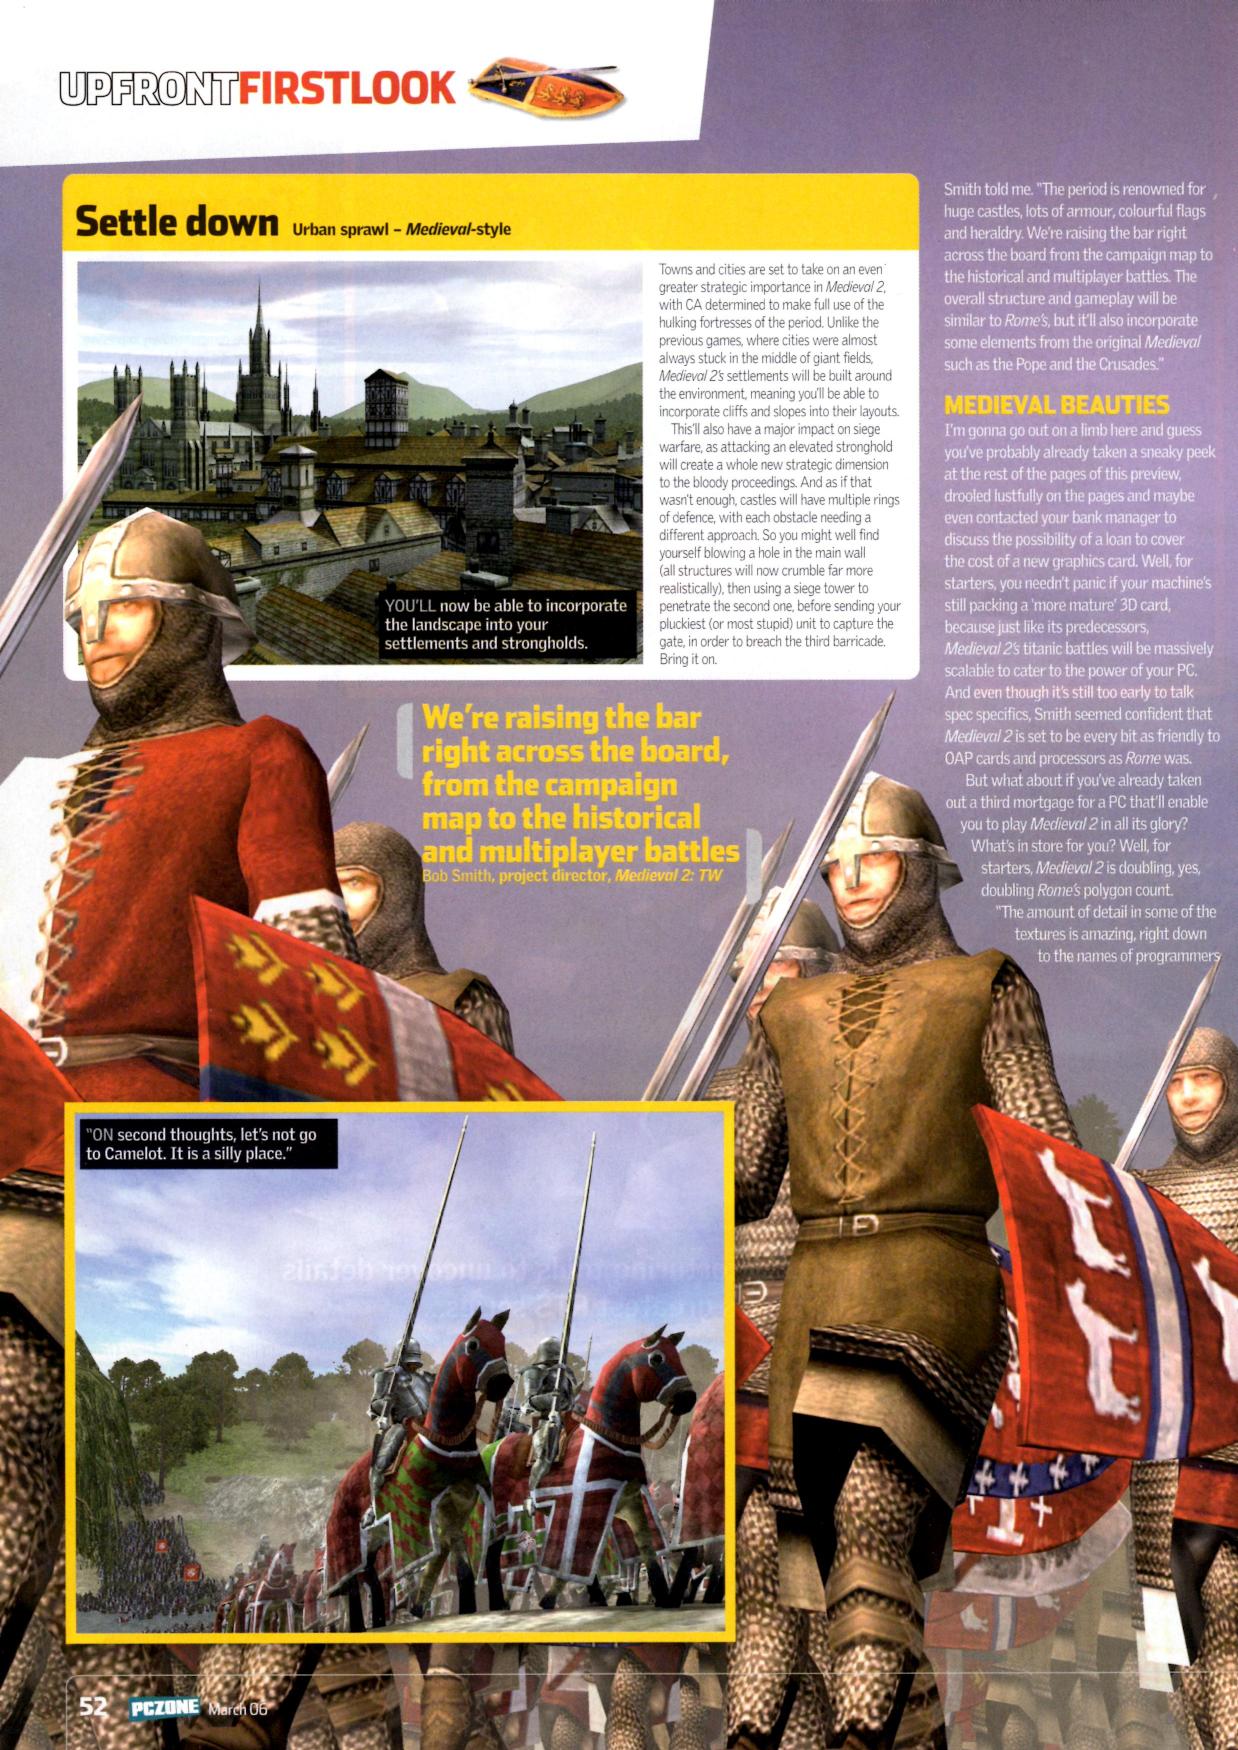 UPFRONTFIRSTLOOK
Settle down Urban sprawl – Medieval-style
Towns and cities are set to take on an even
greater strategic importance in Medieval 2,
with CA determined to make full use of the
hulking fortresses of the period. Unlike the
previous games, where cities were almost
always stuck in the middle of giant fields,
Medieval 2's settlements will be built around
the environment, meaning you'll be able to
incorporate cliffs and slopes into their layouts.
This'll also have a major impact on siege
warfare, as attacking an elevated stronghold
will create a whole new strategic dimension
to the bloody proceedings. And as if that
wasn't enough, castles will have multiple rings
of defence, with each obstacle needing a
different approach. So you might well find
yourself blowing a hole in the main wall
(all structures will now crumble far more
realistically), then using a siege tower to
penetrate the second one, before sending your
pluckiest (or most stupid) unit to capture the
gate, in order to breach the third barricade.
Bring it on.
YOU'LL now be able to incorporate
the landscape into your
settlements and strongholds.
We're raising the bar
right across the board,
from the campaign
map to the historical
and multiplayer battles
Bob Smith, project director, Medieval 2: TW
"ON second thoughts, let's not go
to Camelot. It is a silly place."
Smith told me. "The period is renowned for
huge castles, lots of armour, colourful flags
and heraldry. We're raising the bar right
across the board from the campaign map to
the historical and multiplayer battles. The
overall structure and gameplay will be
similar to Rome's, but it'll also incorporate
some elements from the original Medieval
such as the Pope and the Crusades."
MEDIEVAL BEAUTIES
I'm gonna go out on a limb here and guess
you've probably already taken a sneaky peek
at the rest of the pages of this preview,
drooled lustfully on the pages and maybe
even contacted your bank manager to
discuss the possibility of a loan to cover
the cost of a new graphics card. Well, for
starters, you needn't panic if your machine's
still packing a 'more mature' 3D card,
because just like its predecessors,
Medieval 2's titanic battles will be massively
scalable to cater to the power of your PC.
And even though it's still too early to talk
spec specifics, Smith seemed confident that
Medieval 2 is set to be every bit as friendly to
OAP cards and processors as Rome was.
But what about if you've already taken
out a third mortgage for a PC that'll enable
you to play Medieval 2 in all its glory?
What's in store for you? Well, for
starters, Medieval 2 is doubling, yes,
doubling Rome's polygon count.
"The amount of detail in some of the
textures is amazing, right down
to the names of programmers
52 PCZONE March 06